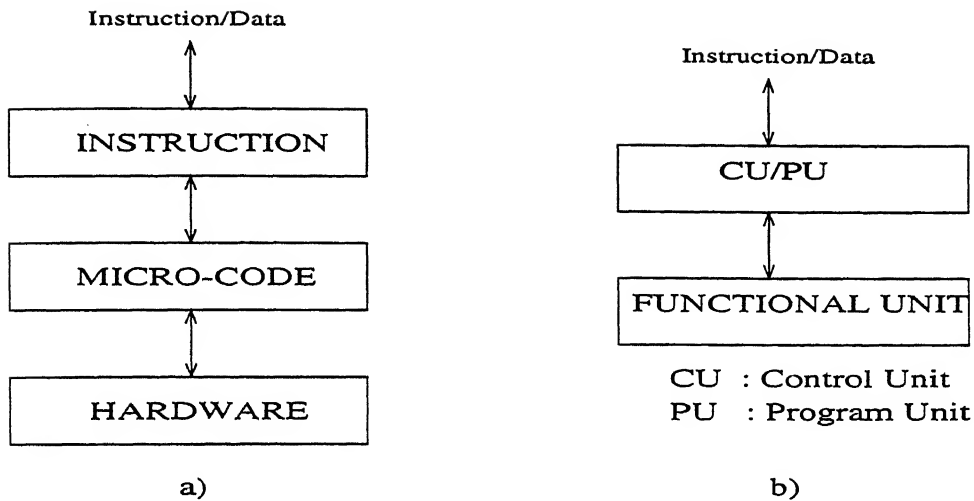 Instruction/Data
INSTRUCTION
MICRO-CODE
HARDWARE
a)
Instruction/Data
CU/PU
FUNCTIONAL UNIT
CU : Control Unit
PU : Program Unit
b)